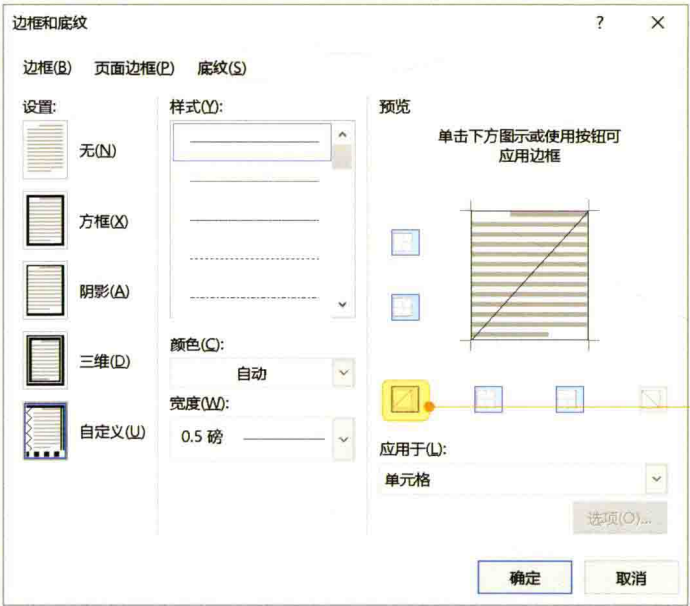 边框和底纹
?
×
边框(B) 页面边框(P) 底纹(S)
设置:
无(N)
方框(X)
阴影(A)
三维(D)
自定义(U)
样式(Y):
颜色(C):
自动
宽度(W):
0.5 磅
预览
单击下方图示或使用按钮可
应用边框
应用于(L):
单元格
选项(O)...
确定
取消